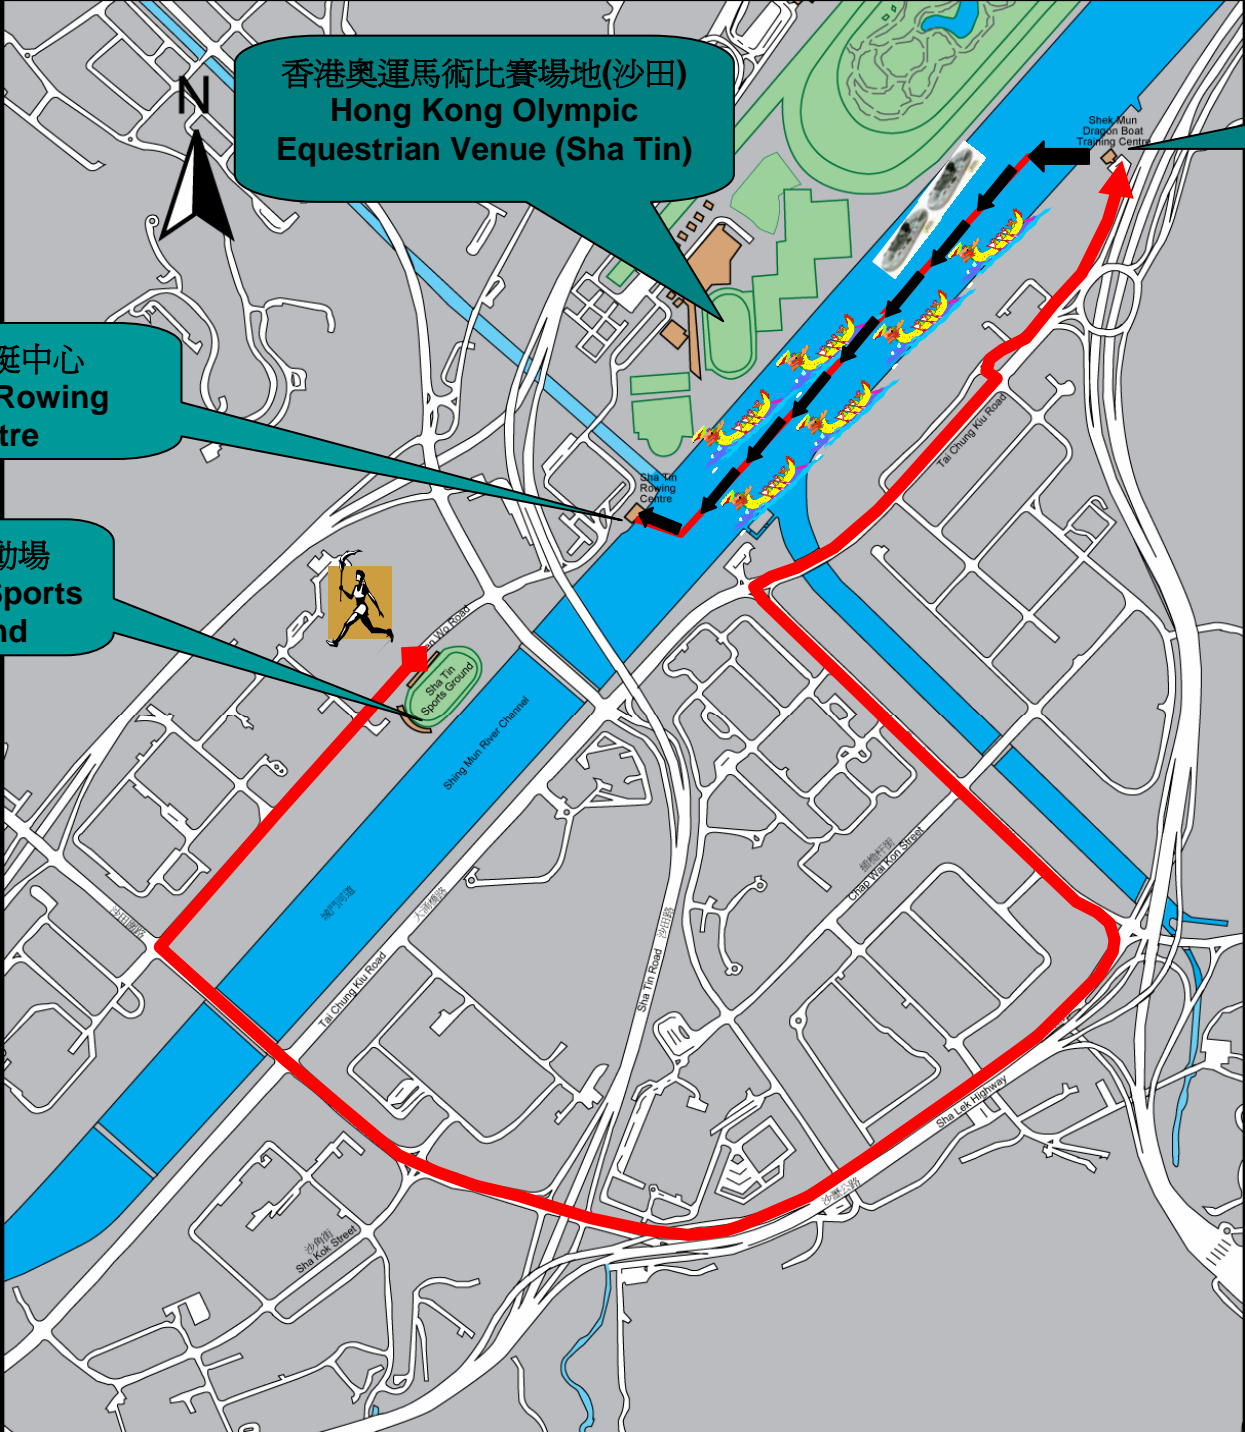 N
香港奧運馬術比賽場地(沙田)
Hong Kong Olympic
Equestrian Venue (Sha Tin)
Shek Mun
Dragon Boat
Training Centre
艇中心
Rowing
tre
Tai Chung Kiu Road
Sha Tin
Rowing
Centre
動場
Sports
nd
Wo Road
Sha Tin
Sports Ground
Shing Mun River Channel
城門河道
大涌橋路
Tai Chung Kiu Road
沙田鄉路
插桅杆街
Chap Wai Kon Street
沙田路
Sha Tin Road
Sha Lek Highway
沙瀝公路
沙角街
Sha Kok Street